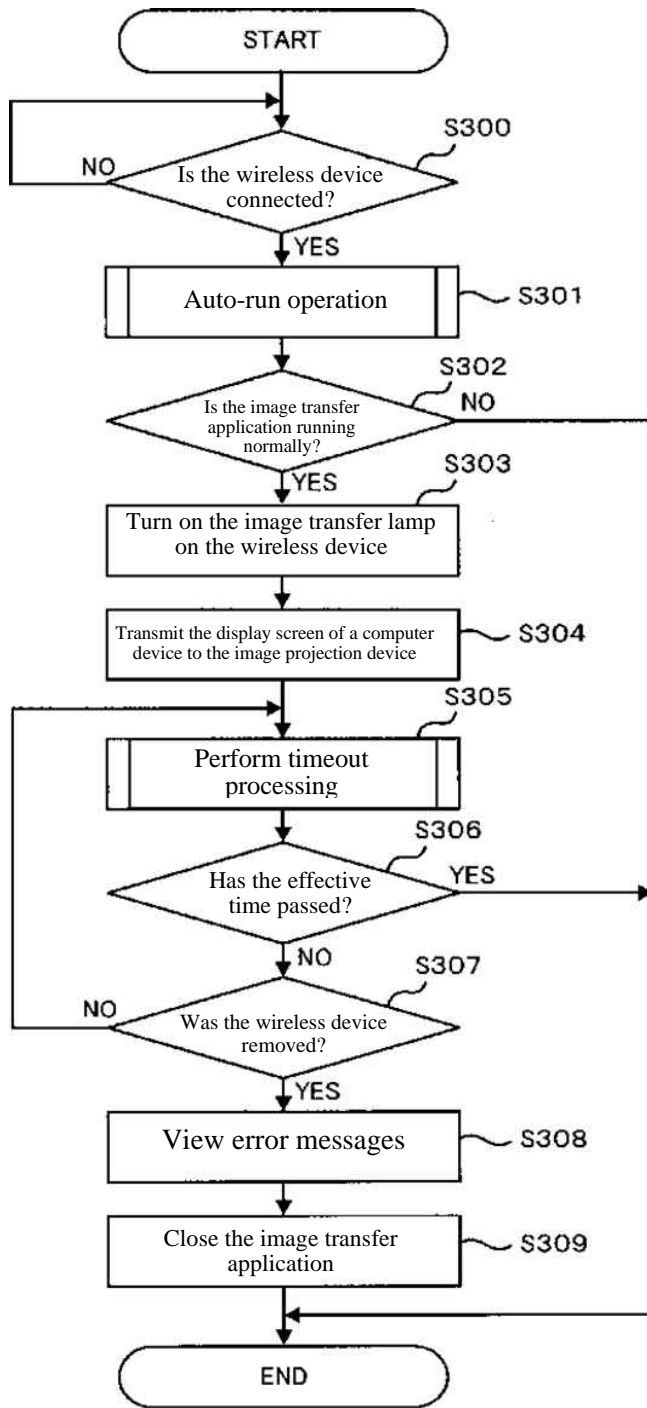 START
S300
NO
Is the wireless device
connected?
YES
Auto-run operation
S301
S302
Is the image transfer
application running
normally?
NO
YES
S303
Turn on the image transfer lamp
on the wireless device
Transmit the display screen of a computer
device to the image projection device
S304
S305
Perform timeout
processing
S306
Has the effective
time passed?
YES
NO
S307
NO
Was the wireless device
removed?
YES
View error messages
S308
Close the image transfer
application
S309
END